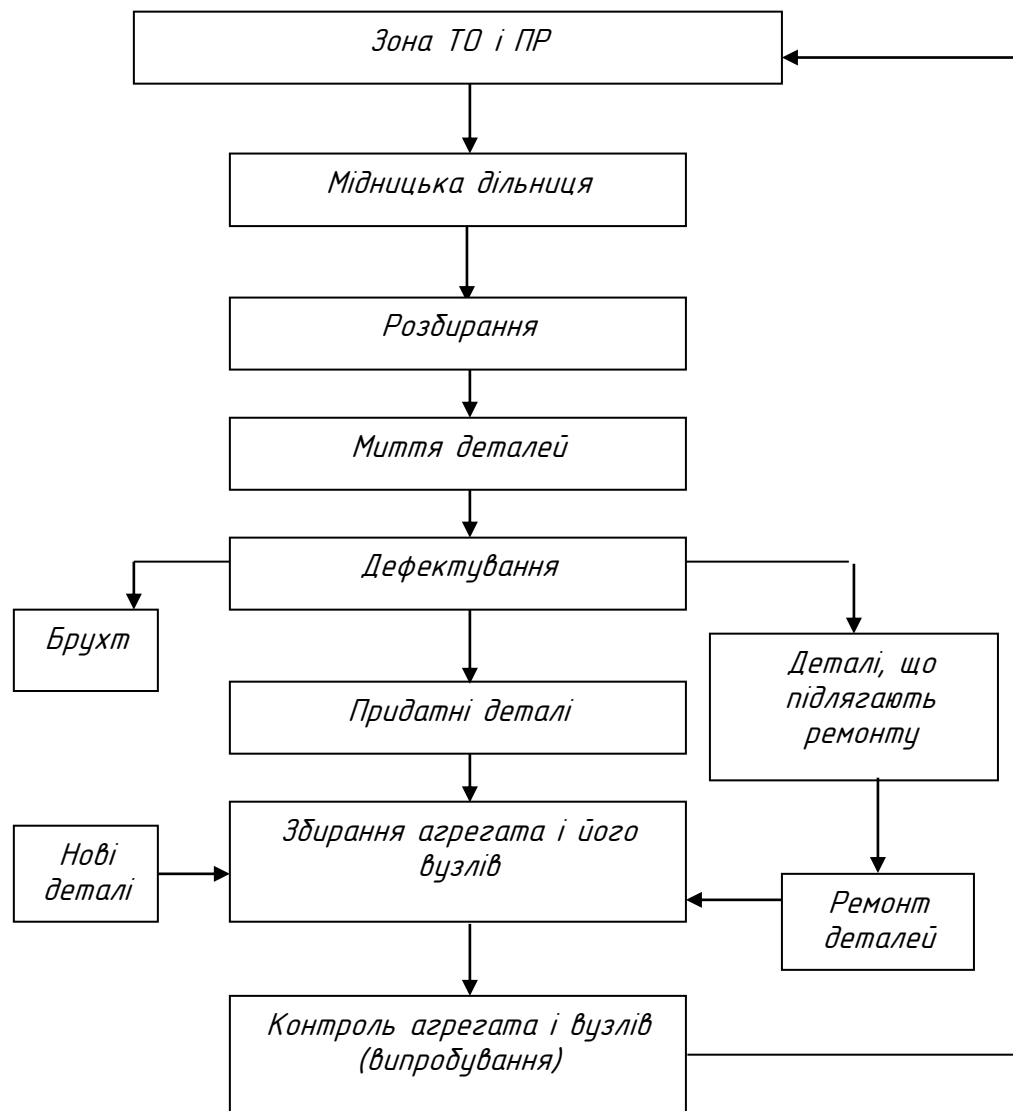 Зона ТО і ПР
Мідницька дільниця
Розбирання
Миття деталей
Дефектування
Брухт
Деталі, що
підлягають
ремонту
Придатні деталі
Збирання агрегата і його
вузлів
Нові
деталі
Ремонт
деталей
Контроль агрегата і вузлів
(випробування)